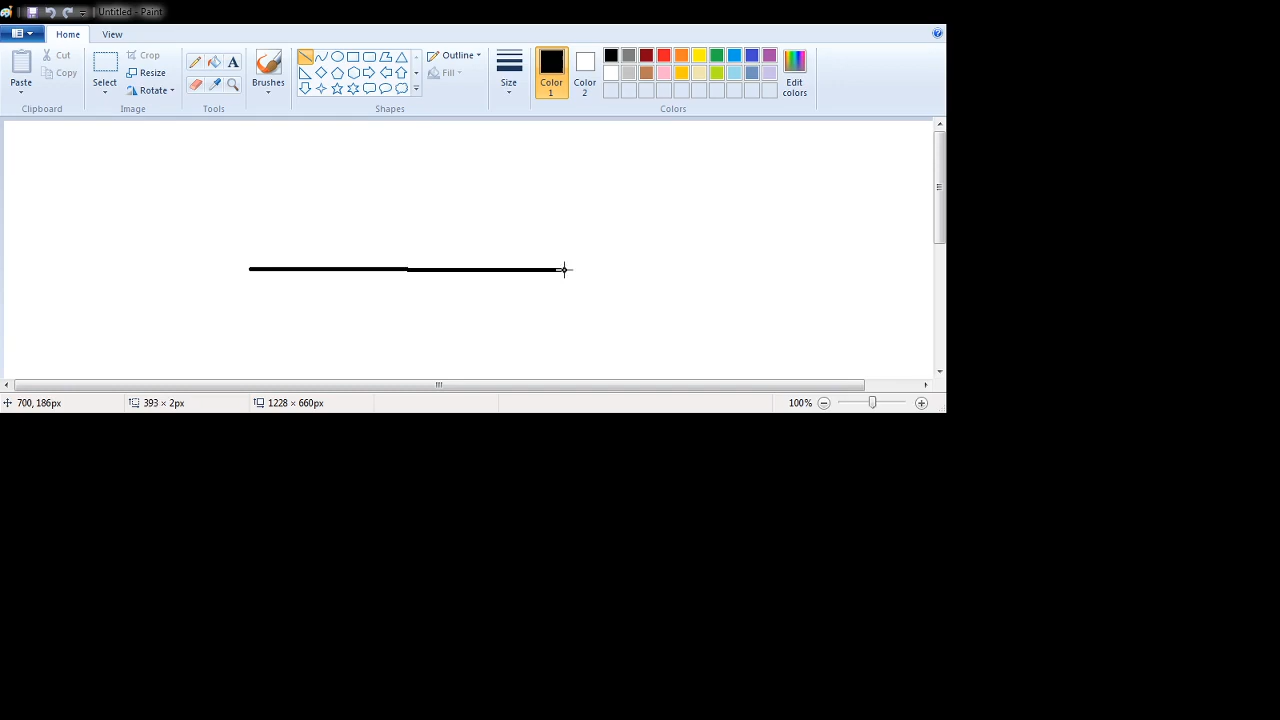 Untitled - Paint
Home View
Paste
Cut
Copy
Clipboard
Select
Crop
Resize
Rotate
Image
A
Tools
Brushes
Outline
Fill
Shapes
Size
Color 1
Color 2
Edit colors
Colors
700, 186px 393 × 2px 1228 × 660px 100%